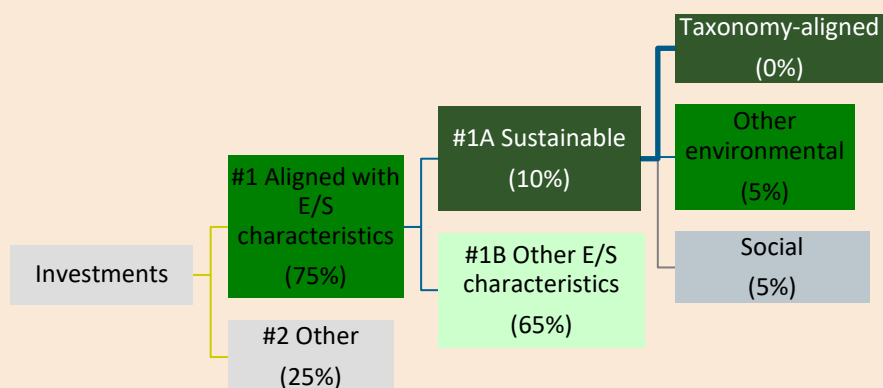 Investments
#1 Aligned with
E/S
characteristics
(75%)
#2 Other
(25%)
#1A Sustainable
(10%)
#1B Other E/S
characteristics
(65%)
Taxonomy-aligned
(0%)
Other
environmental
(5%)
Social
(5%)